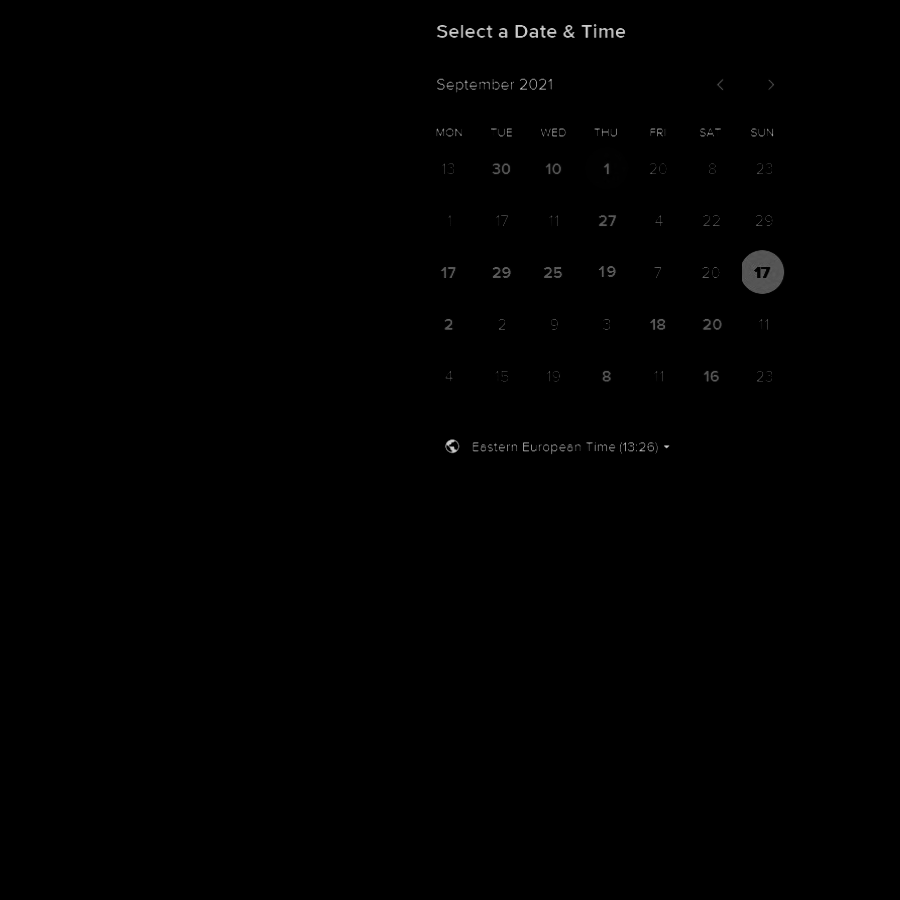 Select a Date & Time
September 2021
MON TUE WED THU FRI SAT SUN
13 30 10 1 20 8 23
1 17 11 27 4 22 29
17 29 25 19 7 20 17
2 2 9 3 18 20 11
4 15 19 8 11 16 23
Eastern European Time (13:26)